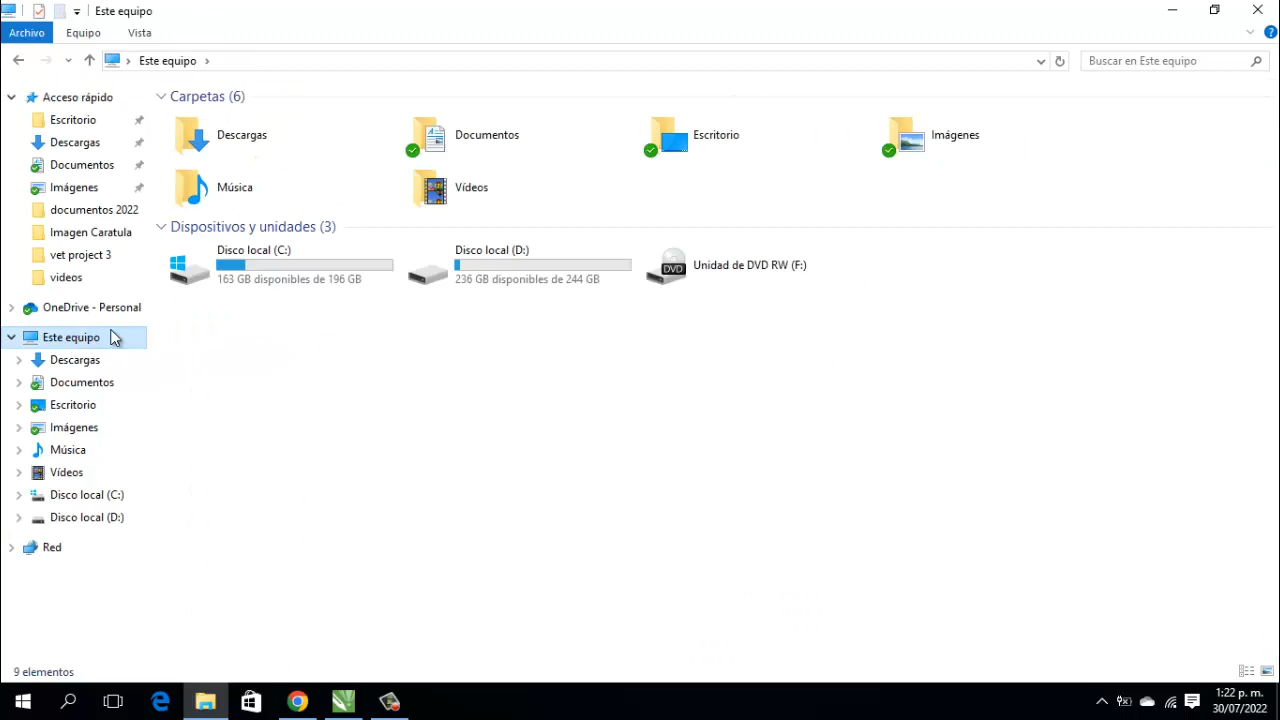 Este equipo
Archivo
Equipo
Vista
Este equipo
Buscar en Este equipo
Acceso rápido
Escritorio
Descargas
Documentos
Imágenes
documentos 2022
Imagen Caratula
vet project 3
videos
OneDrive - Personal
Este equipo
Descargas
Documentos
Escritorio
Imágenes
Música
Vídeos
Disco local (C:)
Disco local (D:)
Red
Carpetas (6)
Descargas
Documentos
Escritorio
Imágenes
Música
Vídeos
Dispositivos y unidades (3)
Disco local (C:)
163 GB disponibles de 196 GB
Disco local (D:)
236 GB disponibles de 244 GB
DVD
Unidad de DVD RW (F:)
9 elementos
1:22 p. m.
30/07/2022